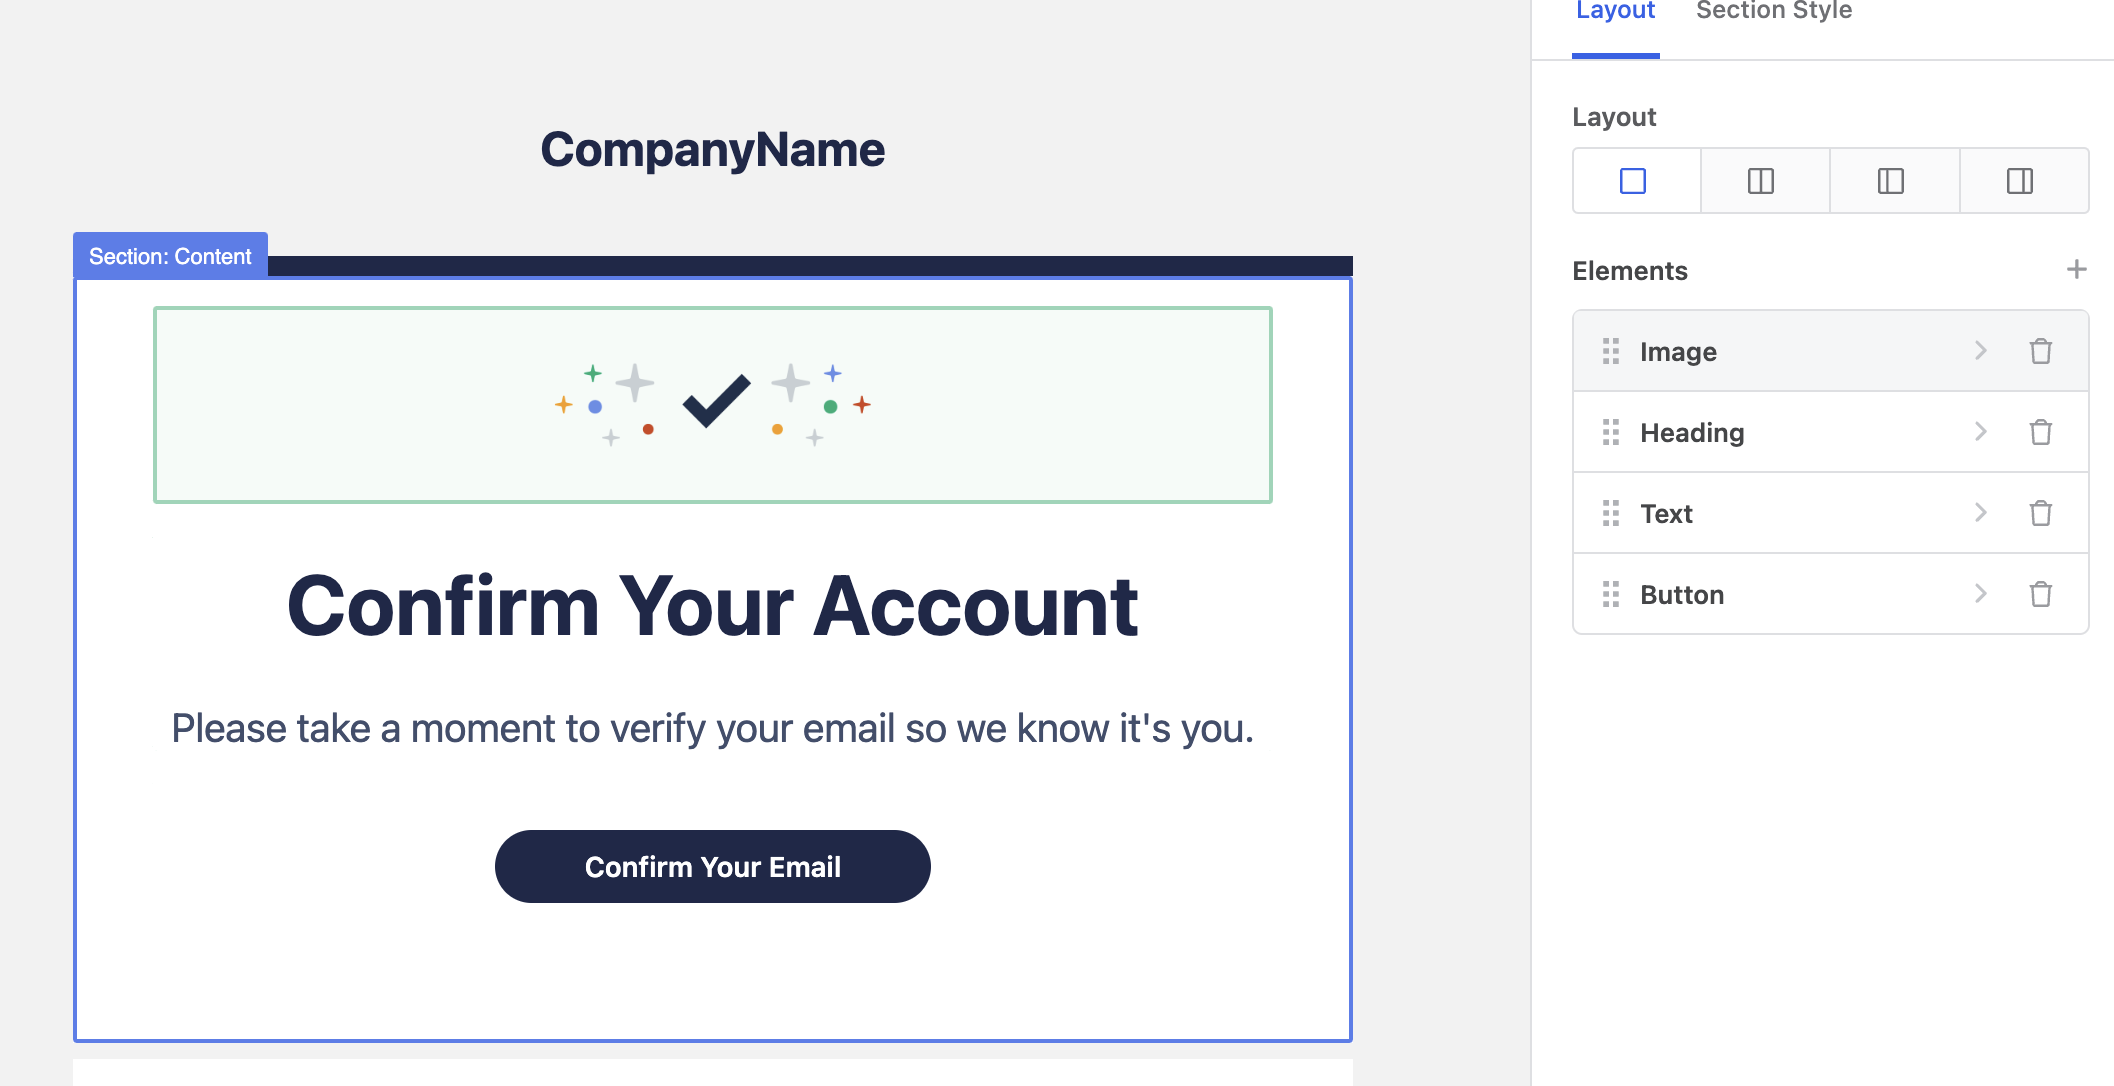 Layout
Section Style
CompanyName
Section: Content
Confirm Your Account
Please take a moment to verify your email so we know it's you.
Confirm Your Email
Layout
Elements
Image
Heading
Text
Button